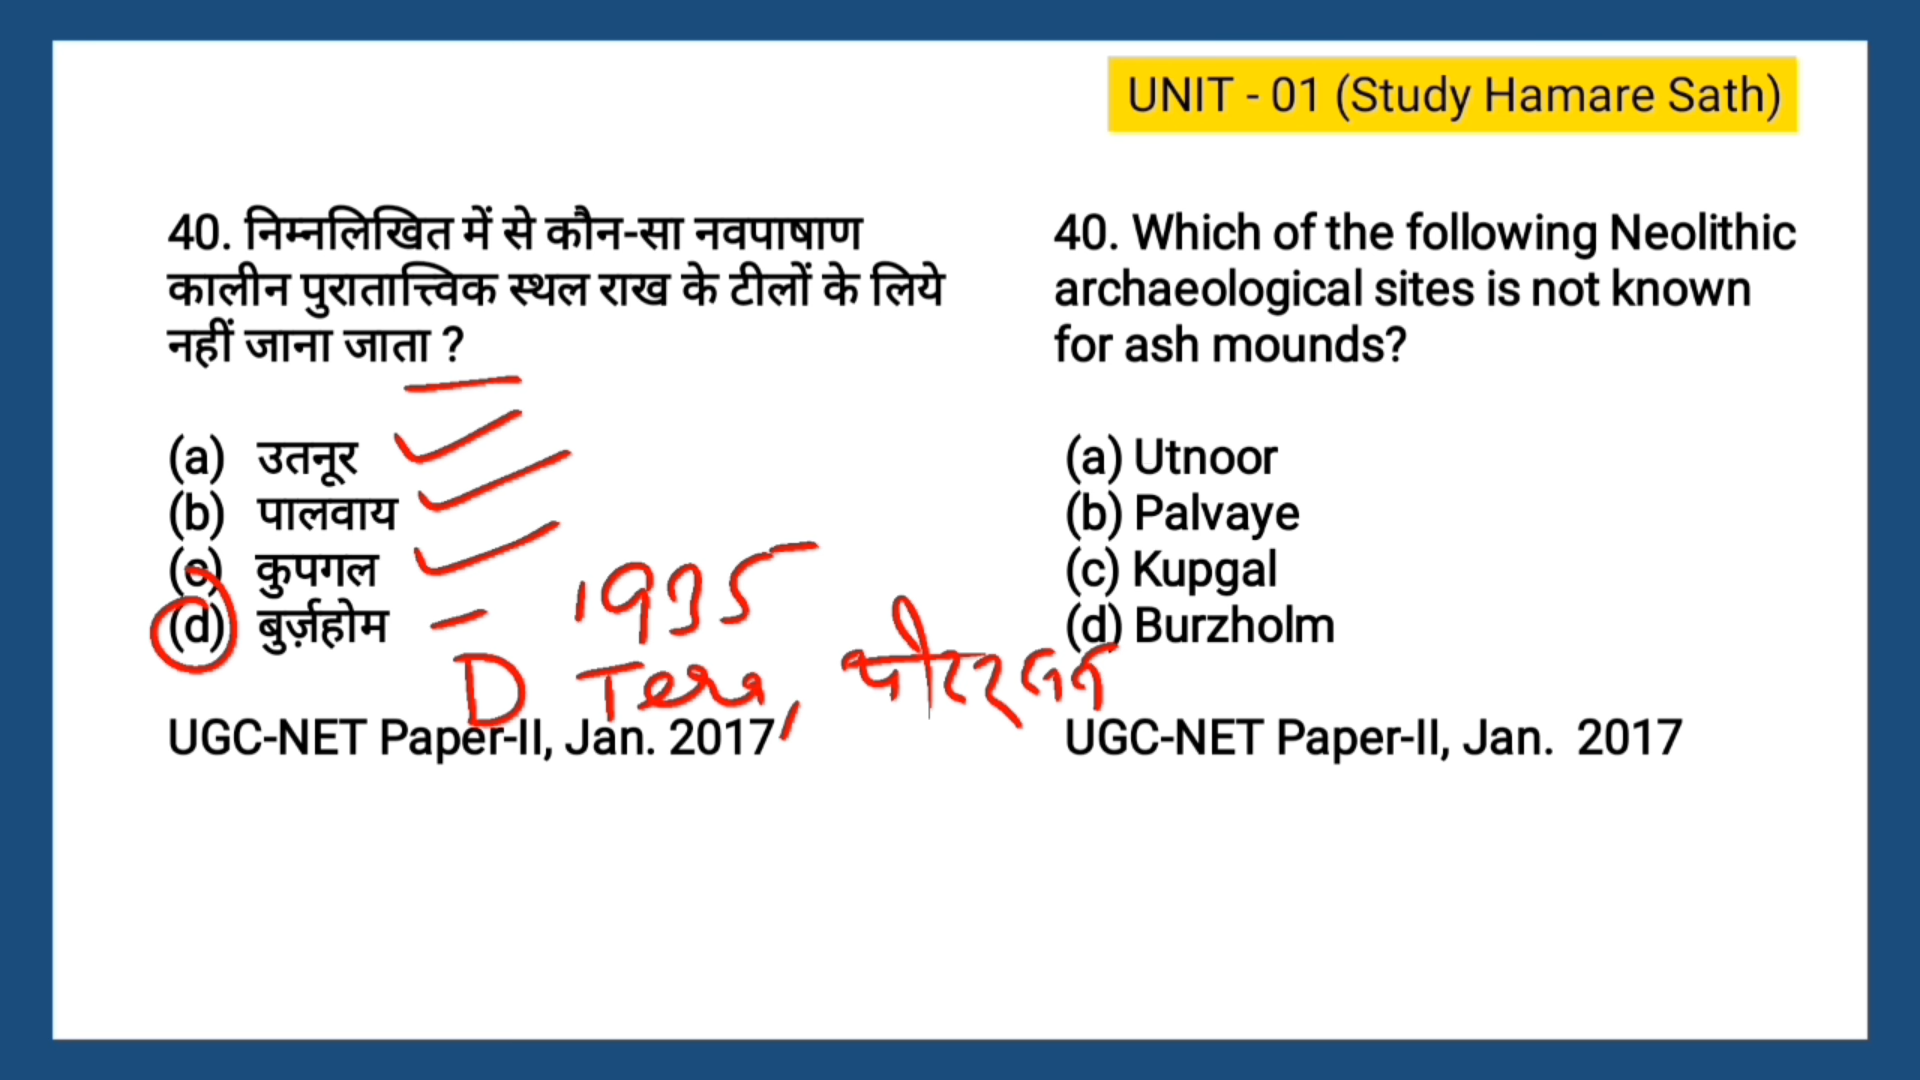 UNIT - 01 (Study Hamare Sath)
40. निम्नलिखित में से कौन-सा नवपाषाण
कालीन पुरातात्त्विक स्थल राख के टीलों के लिये
नहीं जाना जाता ?
(a) उतनूर
(b) पालवाय
(c) कुपगल
(d) बुर्ज़होम
1935
D Tera,
UGC-NET Paper-II, Jan. 2017
40. Which of the following Neolithic
archaeological sites is not known
for ash mounds?
(a) Utnoor
(b) Palvaye
(c) Kupgal
(d) Burzholm
UGC-NET Paper-II, Jan. 2017